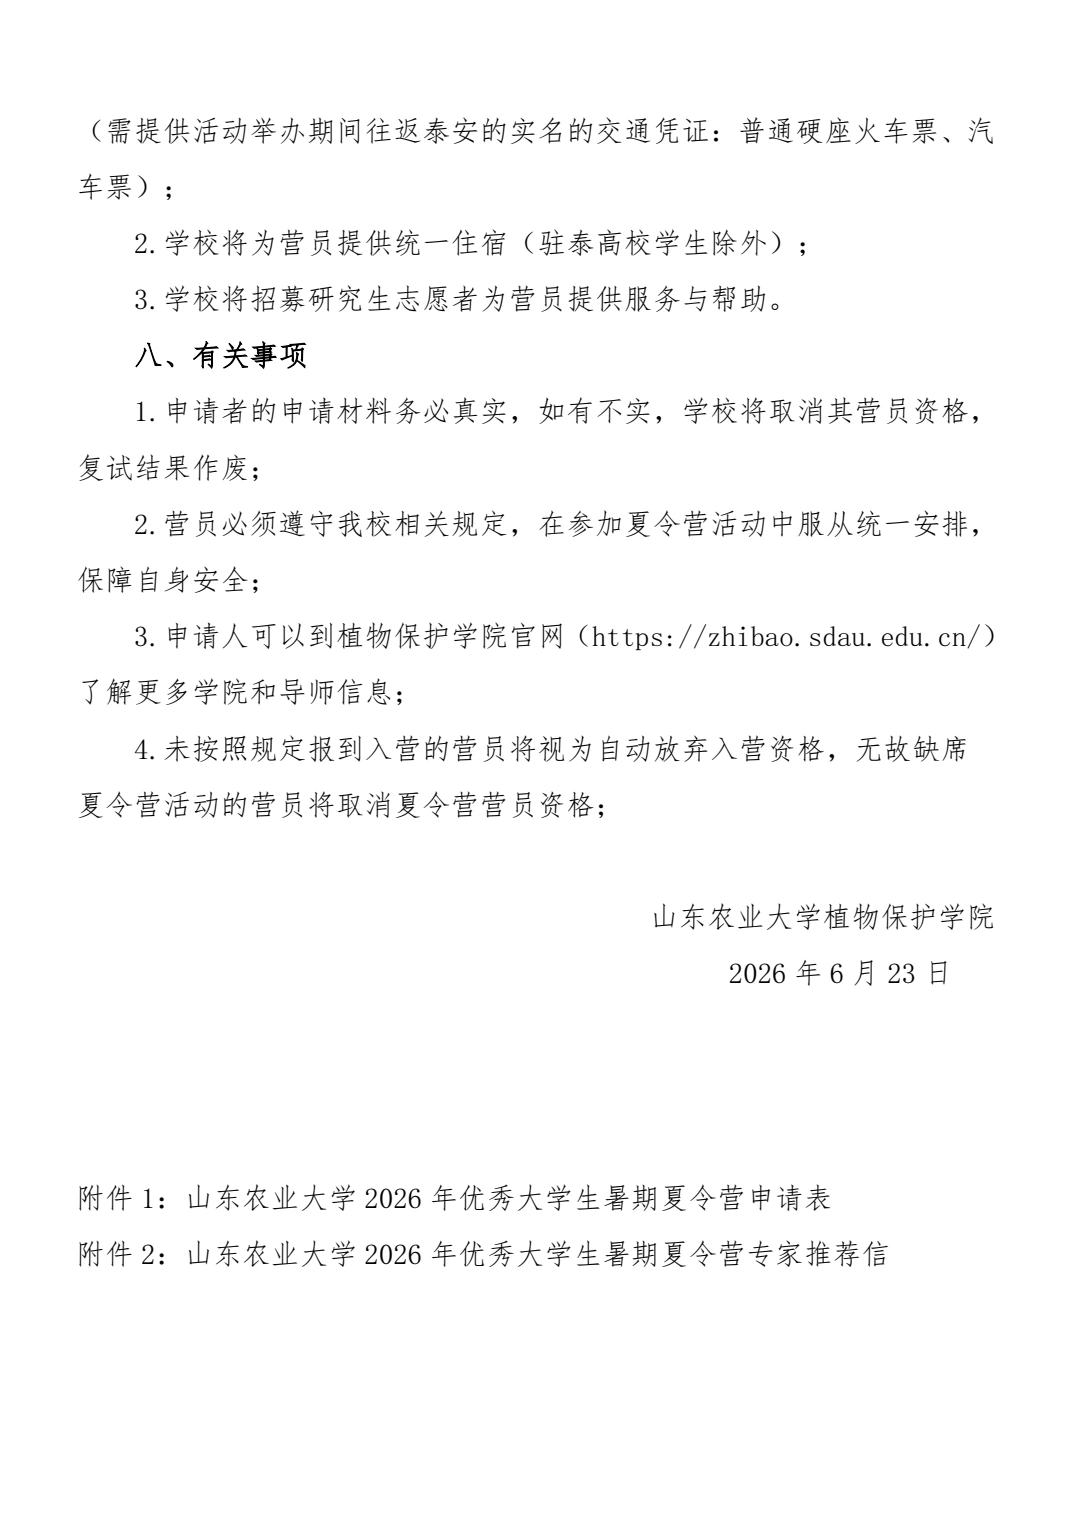 （需提供活动举办期间往返泰安的实名的交通凭证：普通硬座火车票、汽
车票）；
2.学校将为营员提供统一住宿（驻泰高校学生除外）；
3.学校将招募研究生志愿者为营员提供服务与帮助。
八、有关事项
1.申请者的申请材料务必真实，如有不实，学校将取消其营员资格，
复试结果作废；
2.营员必须遵守我校相关规定，在参加夏令营活动中服从统一安排，
保障自身安全；
3.申请人可以到植物保护学院官网（https://zhibao.sdau.edu.cn/）
了解更多学院和导师信息；
4.未按照规定报到入营的营员将视为自动放弃入营资格，无故缺席
夏令营活动的营员将取消夏令营营员资格；
山东农业大学植物保护学院
2026 年 6 月 23 日
附件 1：山东农业大学 2026 年优秀大学生暑期夏令营申请表
附件 2：山东农业大学 2026 年优秀大学生暑期夏令营专家推荐信